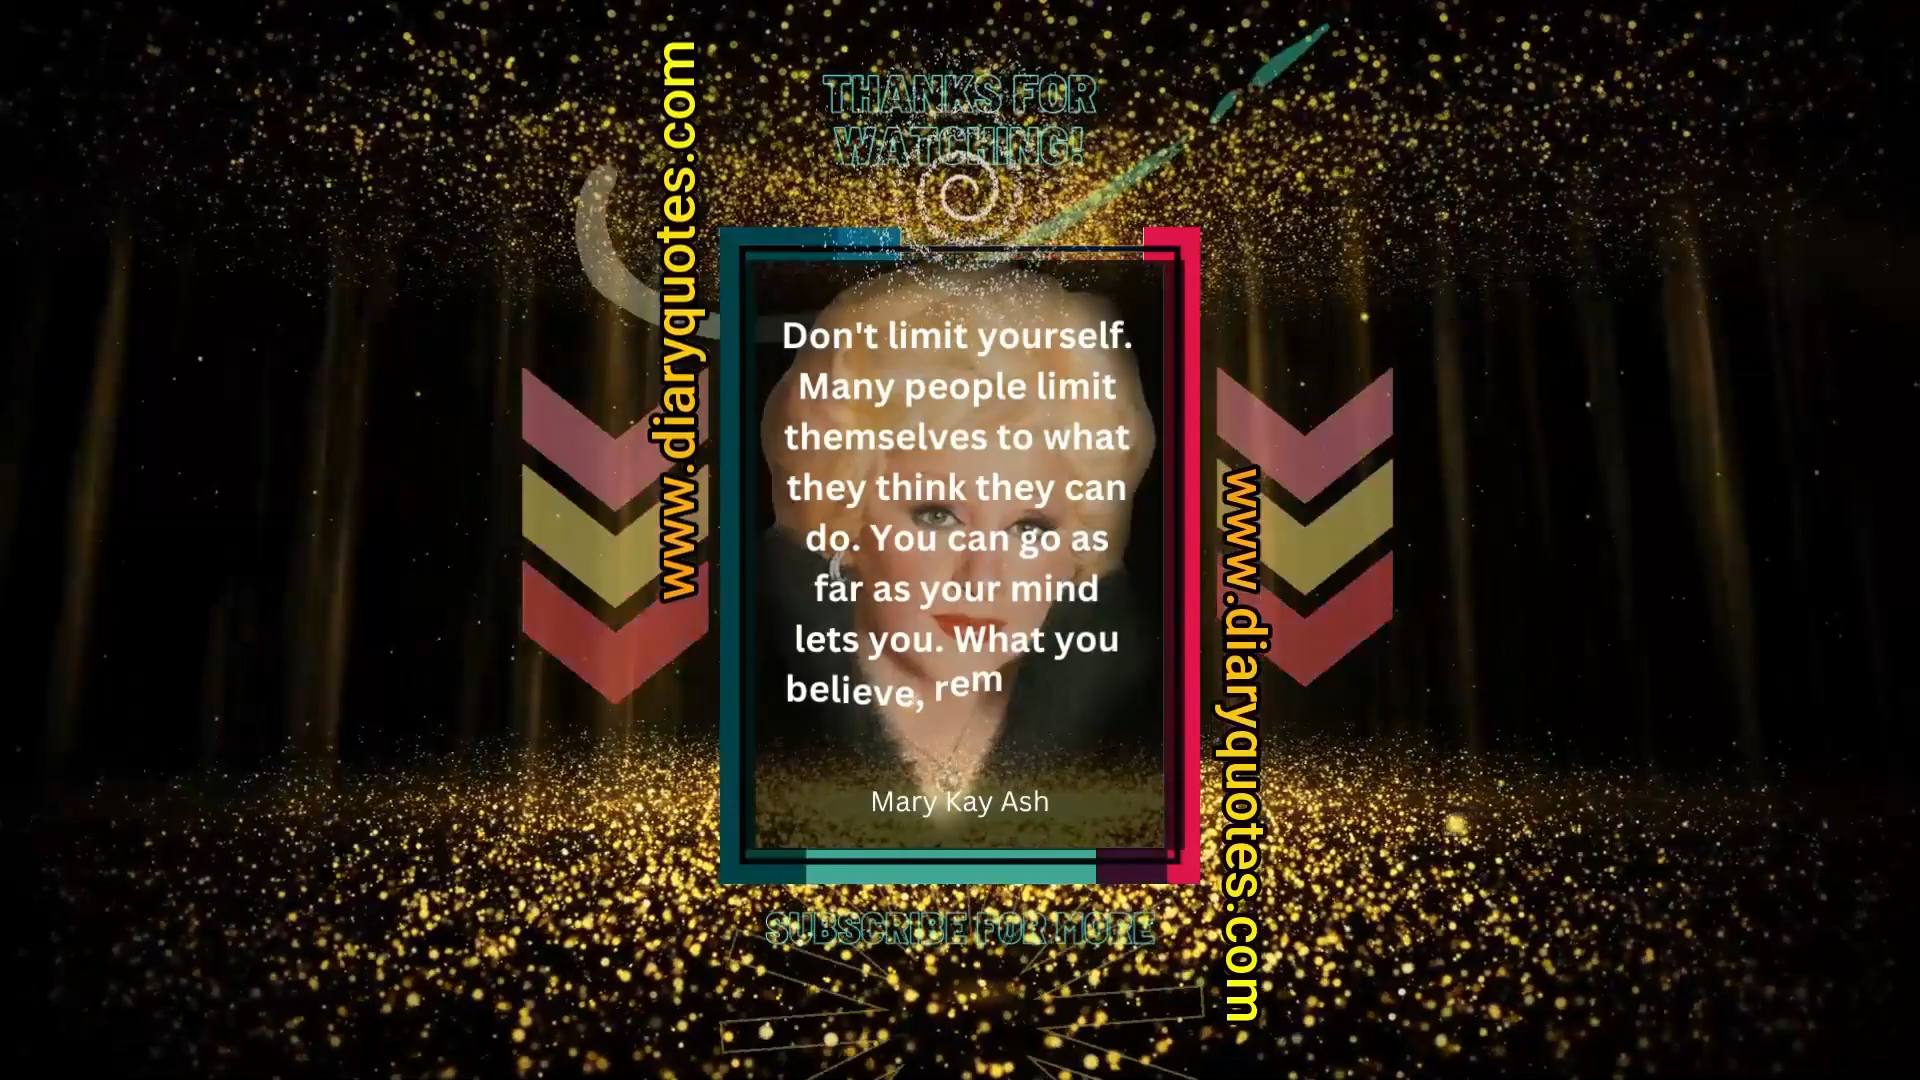 THANKS FOR
WATCHING!
www.diaryquotes.com
Don't limit yourself.
Many people limit
themselves to what
they think they can
do. You can go as
far as your mind
lets you. What you
believe, rem
Mary Kay Ash
www.diaryquotes.com
SUBSCRIBE FOR MORE